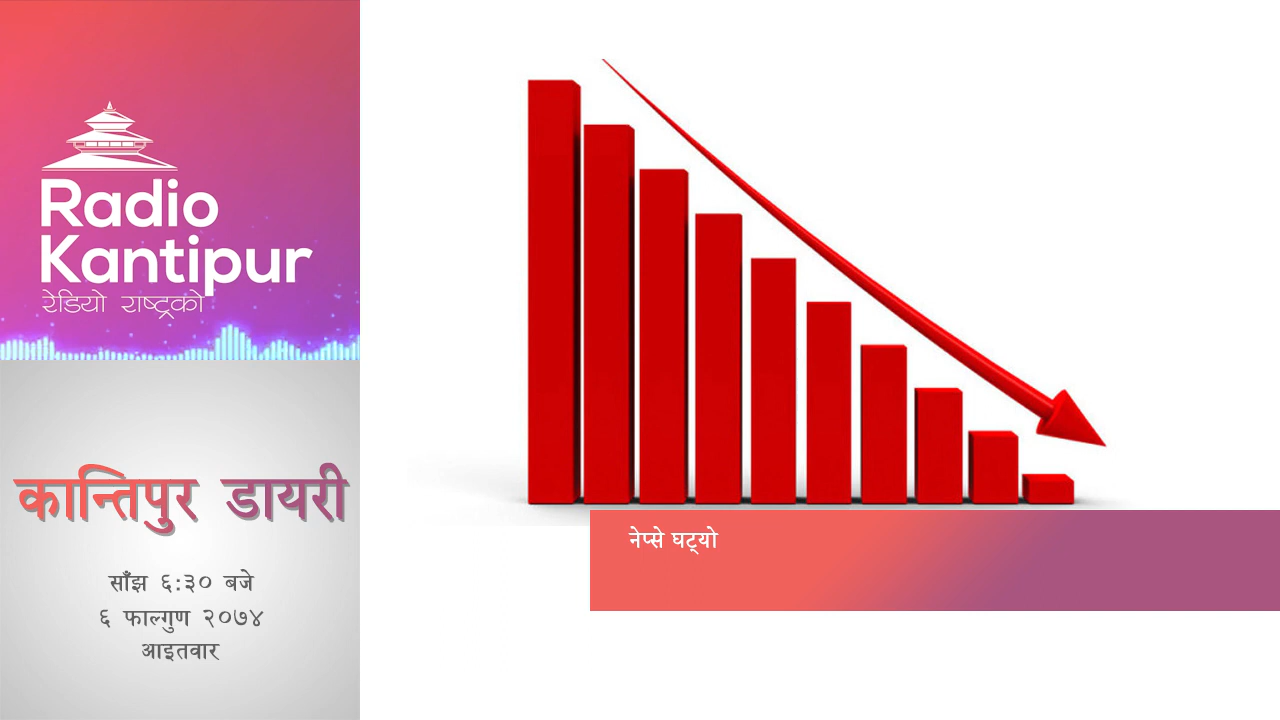 Radio
Kantipur
रेडियो राष्ट्रको
कान्तिपुर डायरी
साँझ ६:३० बजे
६ फाल्गुण २०७४
आइतवार
नेप्से घट्यो